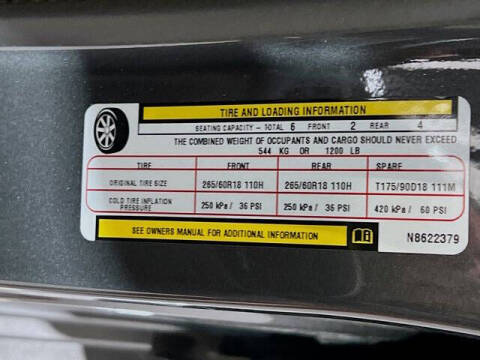 TIRE AND LOADING INFORMATION
SEATING CAPACITY - TOTAL 6 FRONT 2 REAR 4
THE COMBINED WEIGHT OF OCCUPANTS AND CARGO SHOULD NEVER EXCEED
544 KG OR 1200 LB
TIRE FRONT REAR SPARE
ORIGINAL TIRE SIZE 265/60R18 110H 265/60R18 110H T175/90D18 111M
COLD TIRE INFLATION PRESSURE 250 kPa / 36 PSI 250 kPa / 36 PSI 420 kPa / 60 PSI
SEE OWNERS MANUAL FOR ADDITIONAL INFORMATION
N8622379